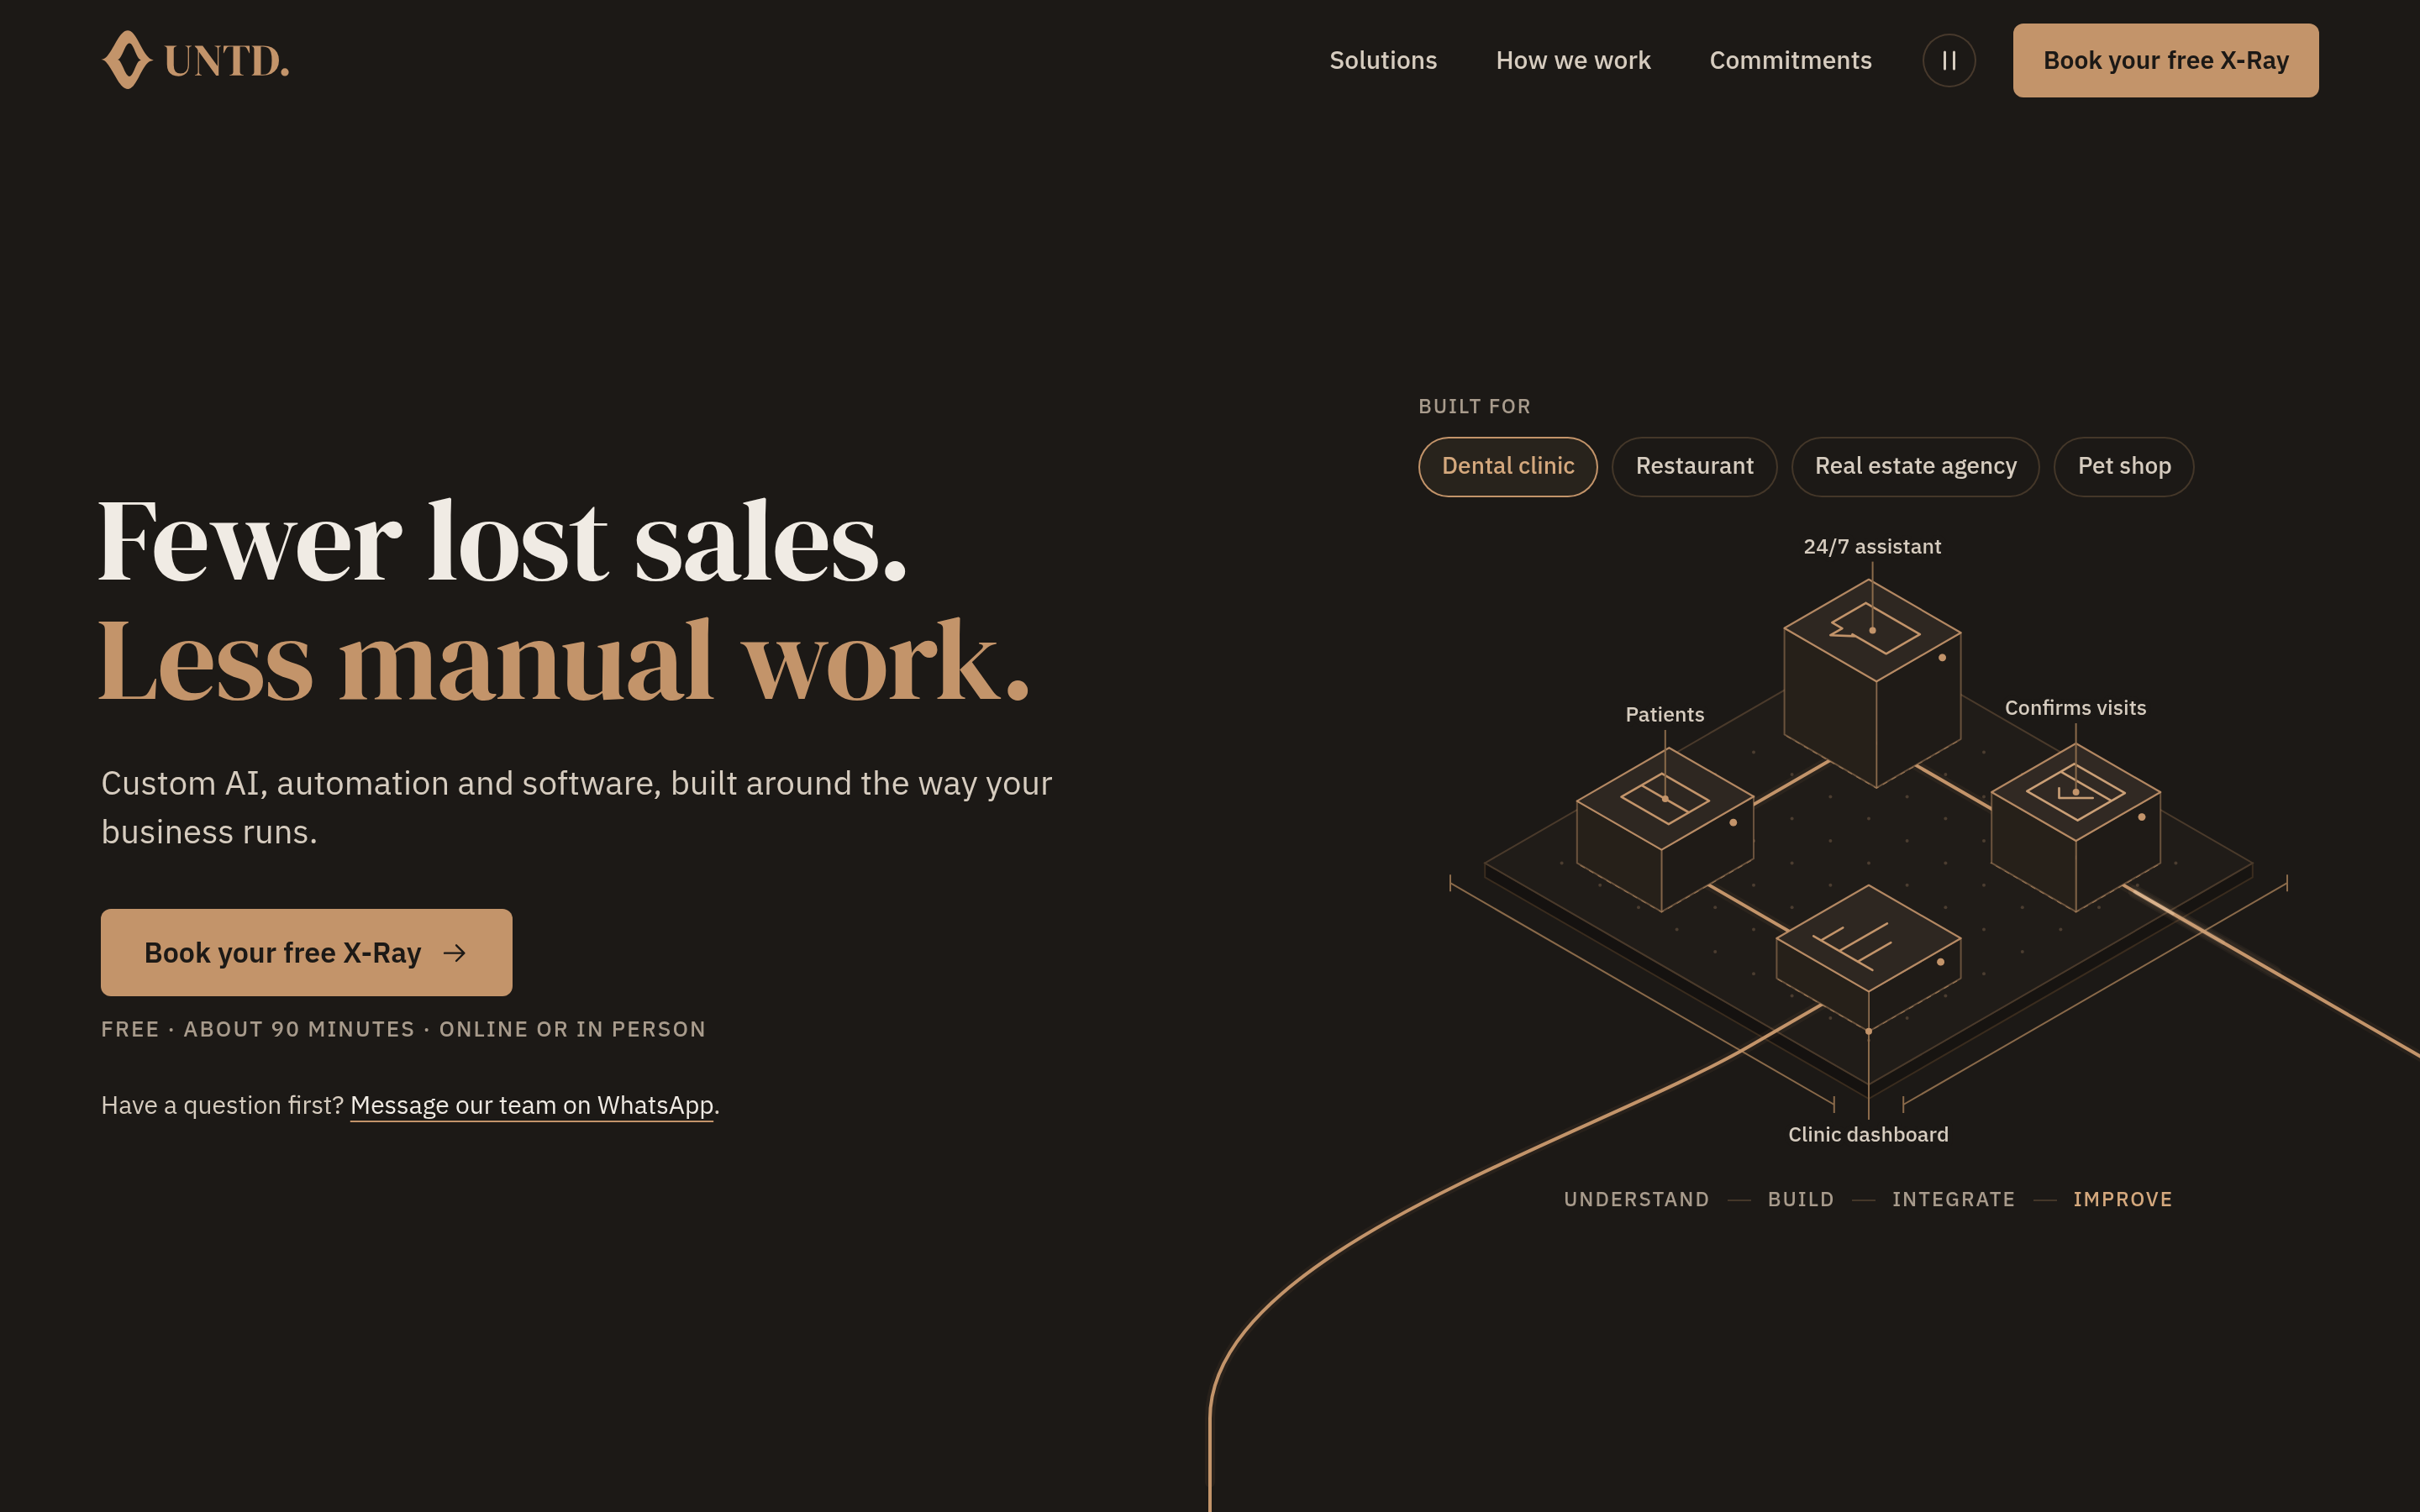 UNTD.
Solutions
How we work
Commitments
Book your free X-Ray
Fewer lost sales.
Less manual work.
Custom AI, automation and software, built around the way your
business runs.
Book your free X-Ray →
FREE · ABOUT 90 MINUTES · ONLINE OR IN PERSON
Have a question first? Message our team on WhatsApp.
BUILT FOR
Dental clinic
Restaurant
Real estate agency
Pet shop
24/7 assistant
Patients
Confirms visits
Clinic dashboard
UNDERSTAND — BUILD — INTEGRATE — IMPROVE